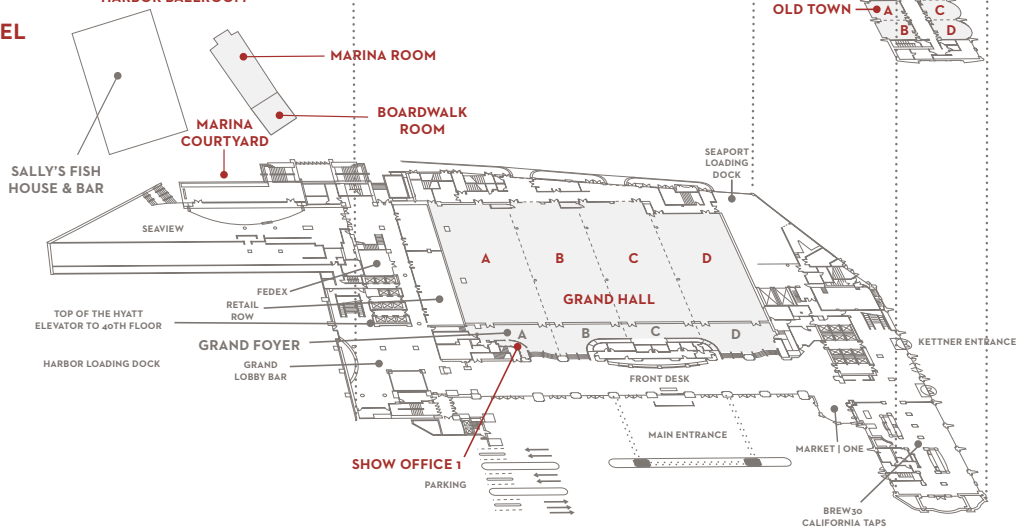 HARBOR BALLROOM
EL
OLD TOWN
A
C
B
D
MARINA ROOM
BOARDWALK
ROOM
MARINA
COURTYARD
SALLY'S FISH
HOUSE & BAR
SEAPORT
LOADING
DOCK
SEAVIEW
A
B
C
D
FEDEX
GRAND HALL
RETAIL
ROW
TOP OF THE HYATT
ELEVATOR TO 40TH FLOOR
GRAND FOYER
A
B
C
D
KETTNER ENTRANCE
HARBOR LOADING DOCK
GRAND
LOBBY BAR
FRONT DESK
MAIN ENTRANCE
MARKET | ONE
SHOW OFFICE 1
PARKING
BREW30
CALIFORNIA TAPS